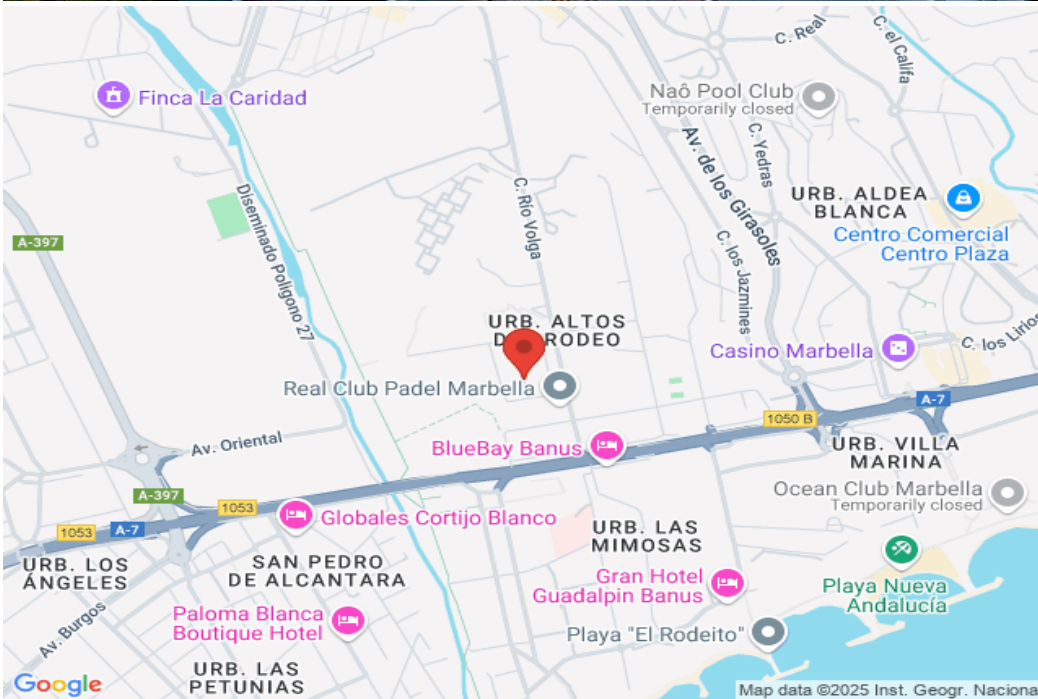 C. Real
C. el Califa
Finca La Caridad
Naô Pool Club
Temporarily closed
Av. de los Girasoles
C. Yedras
Diseminado Poligono 27
C. Río Volga
URB. ALDEA
BLANCA
Centro Comercial
Centro Plaza
A-397
C. los Jazmines
URB. ALTOS
RODEO
C. los Lirios
Casino Marbella
Real Club Padel Marbella
A-7
1050 B
Av. Oriental
BlueBay Banus
URB. VILLA
MARINA
A-397
1053
Globales Cortijo Blanco
Ocean Club Marbella
Temporarily closed
1053
A-7
URB. LAS
MIMOSAS
URB. LOS
ÁNGELES
SAN PEDRO
DE ALCANTARA
Gran Hotel
Guadalpin Banus
Playa Nueva
Andalucía
Av. Burgos
Paloma Blanca
Boutique Hotel
Playa "El Rodeito"
URB. LAS
PETUNIAS
Google
Map data ©2025 Inst. Geogr. Naciona